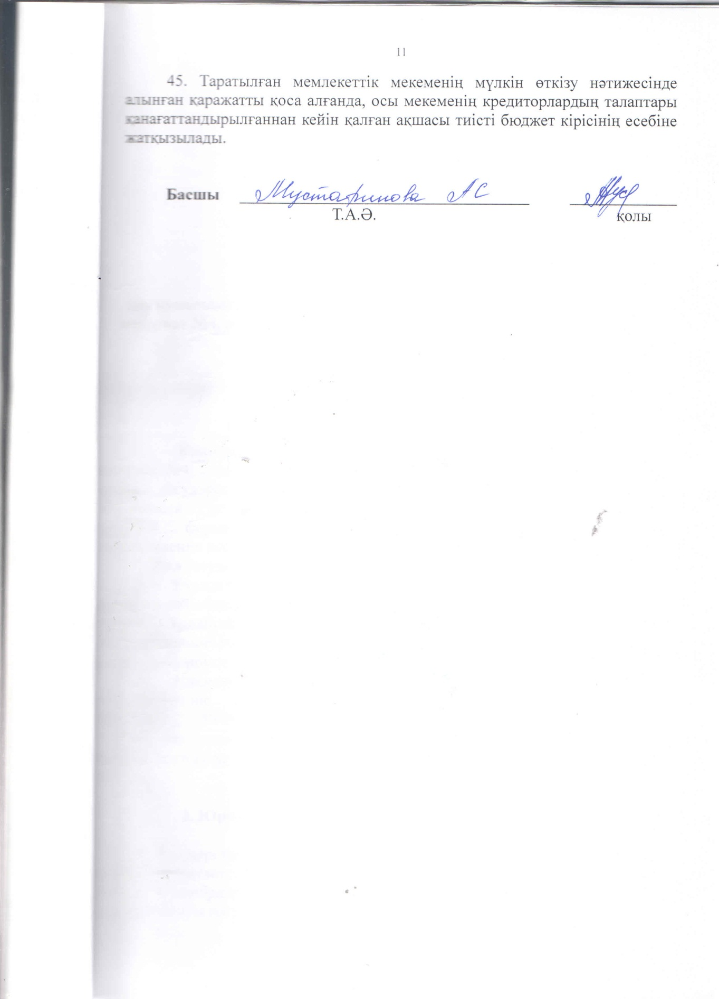 11
45. Таратылған мемлекеттік мекеменің мүлкін өткізу нәтижесінде
алынған қаражатты қоса алғанда, осы мекеменің кредиторлардың талаптары
қанағаттандырылғаннан кейін қалған ақшасы тиісті бюджет кірісінің есебіне
жатқызылады.
Басшы Мустафинова АС
Т.А.Ә. қолы